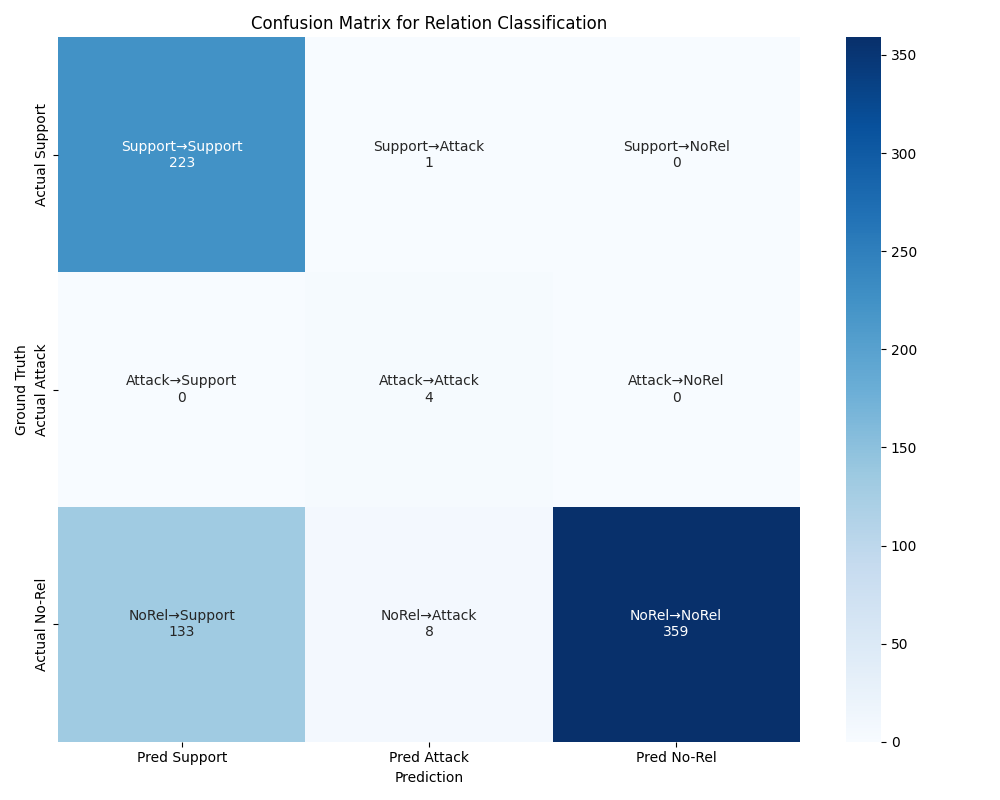 Confusion Matrix for Relation Classification
Ground Truth
Actual Support
Support→Support
223
Support→Attack
1
Support→NoRel
0
Actual Attack
Attack→Support
0
Attack→Attack
4
Attack→NoRel
0
Actual No-Rel
NoRel→Support
133
NoRel→Attack
8
NoRel→NoRel
359
Pred Support
Pred Attack
Pred No-Rel
Prediction
350
300
250
200
150
100
50
0